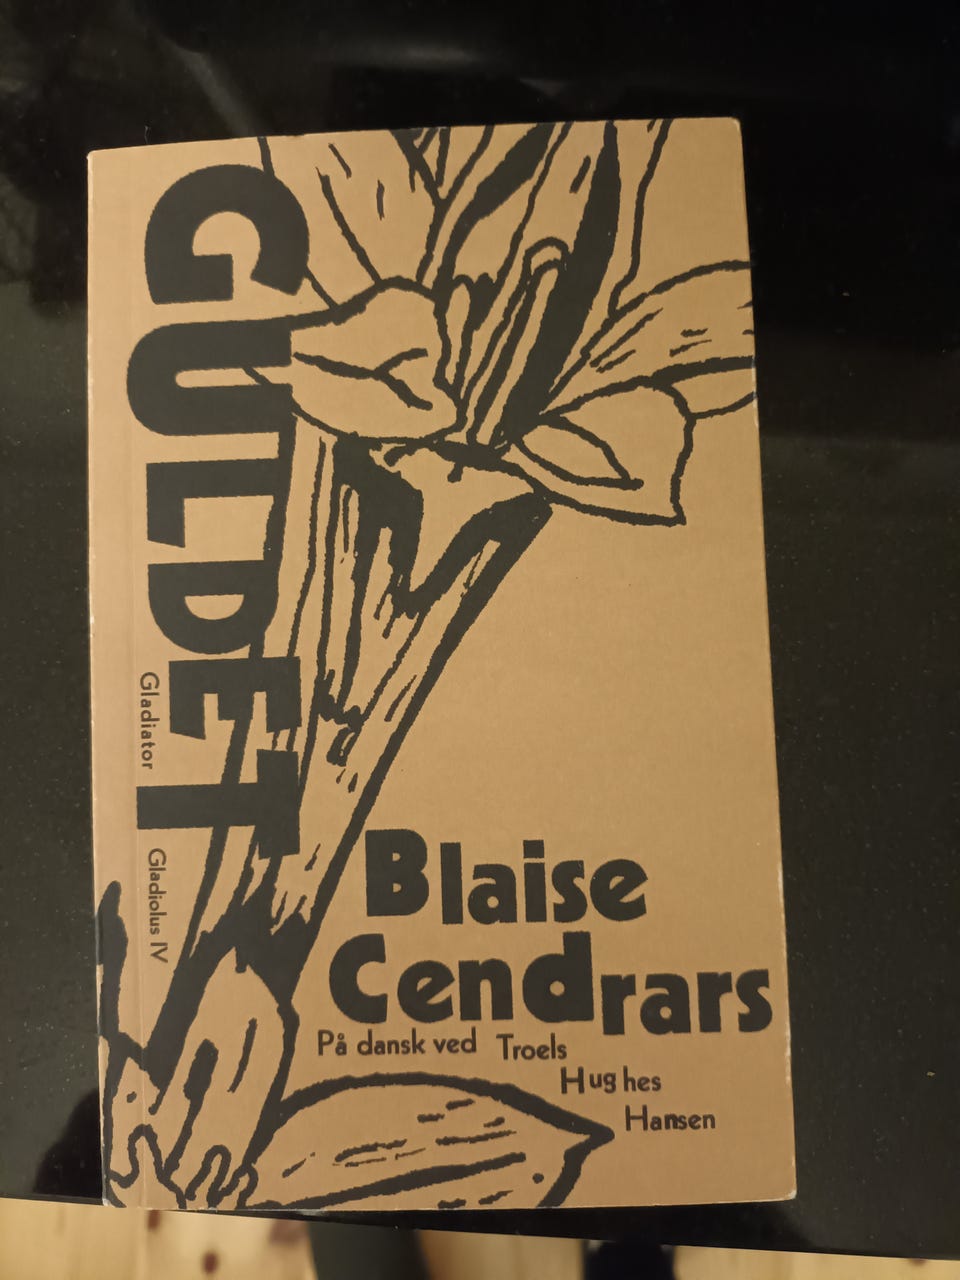 GULDET
Gladiator
Gladiolus IV
Blaise
Cendrars
På dansk ved Troels
Hughes
Hansen